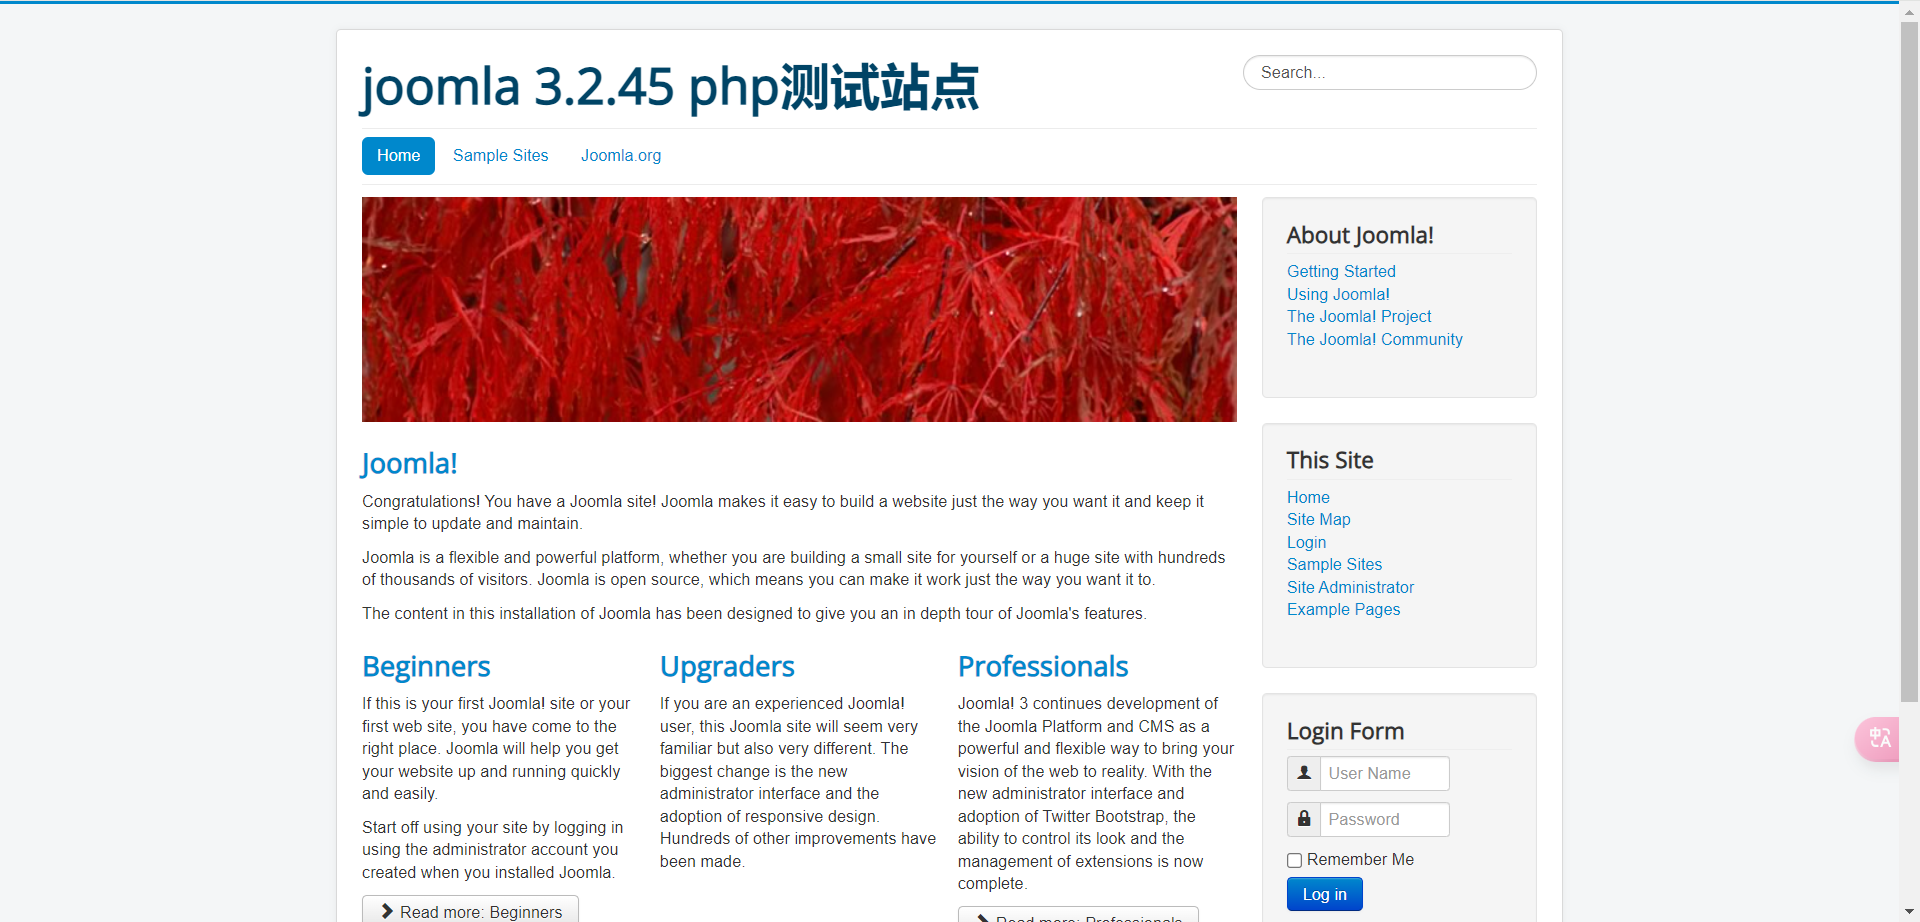 joomla 3.2.45 php测试站点
Search...
Home
Sample Sites
Joomla.org
Joomla!
Congratulations! You have a Joomla site! Joomla makes it easy to build a website just the way you want it and keep it
simple to update and maintain.
Joomla is a flexible and powerful platform, whether you are building a small site for yourself or a huge site with hundreds
of thousands of visitors. Joomla is open source, which means you can make it work just the way you want it to.
The content in this installation of Joomla has been designed to give you an in depth tour of Joomla's features.
Beginners
If this is your first Joomla! site or your
first web site, you have come to the
right place. Joomla will help you get
your website up and running quickly
and easily.
Start off using your site by logging in
using the administrator account you
created when you installed Joomla.
Read more: Beginners
Upgraders
If you are an experienced Joomla!
user, this Joomla site will seem very
familiar but also very different. The
biggest change is the new
administrator interface and the
adoption of responsive design.
Hundreds of other improvements have
been made.
Professionals
Joomla! 3 continues development of
the Joomla Platform and CMS as a
powerful and flexible way to bring your
vision of the web to reality. With the
new administrator interface and
adoption of Twitter Bootstrap, the
ability to control its look and the
management of extensions is now
complete.
Read more: Professionals
About Joomla!
Getting Started
Using Joomla!
The Joomla! Project
The Joomla! Community
This Site
Home
Site Map
Login
Sample Sites
Site Administrator
Example Pages
Login Form
User Name
Password
Remember Me
Log in
中A